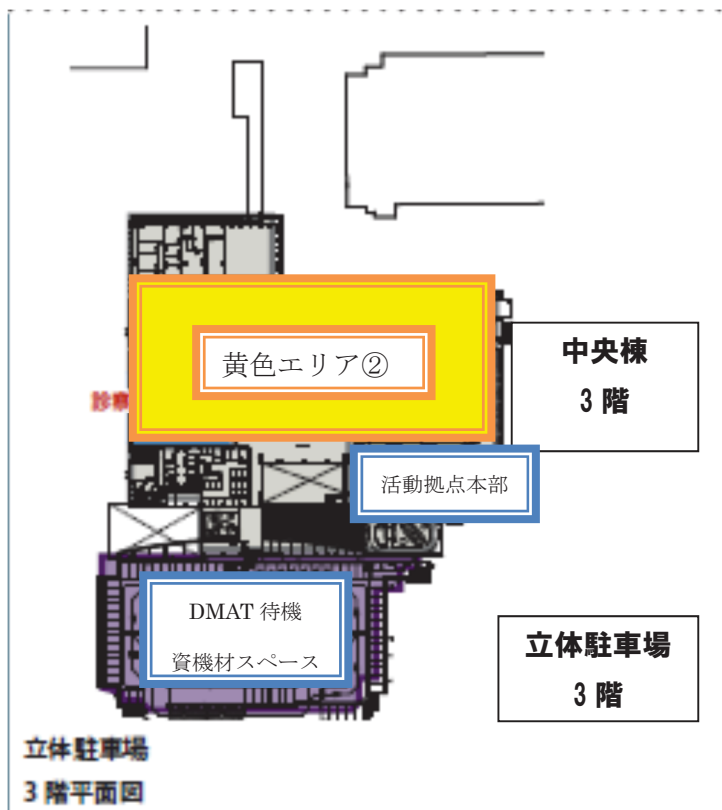 黄色エリア②
中央棟
3 階
診察
活動拠点本部
DMAT 待機
資機材スペース
立体駐車場
3 階
立体駐車場
3 階平面図